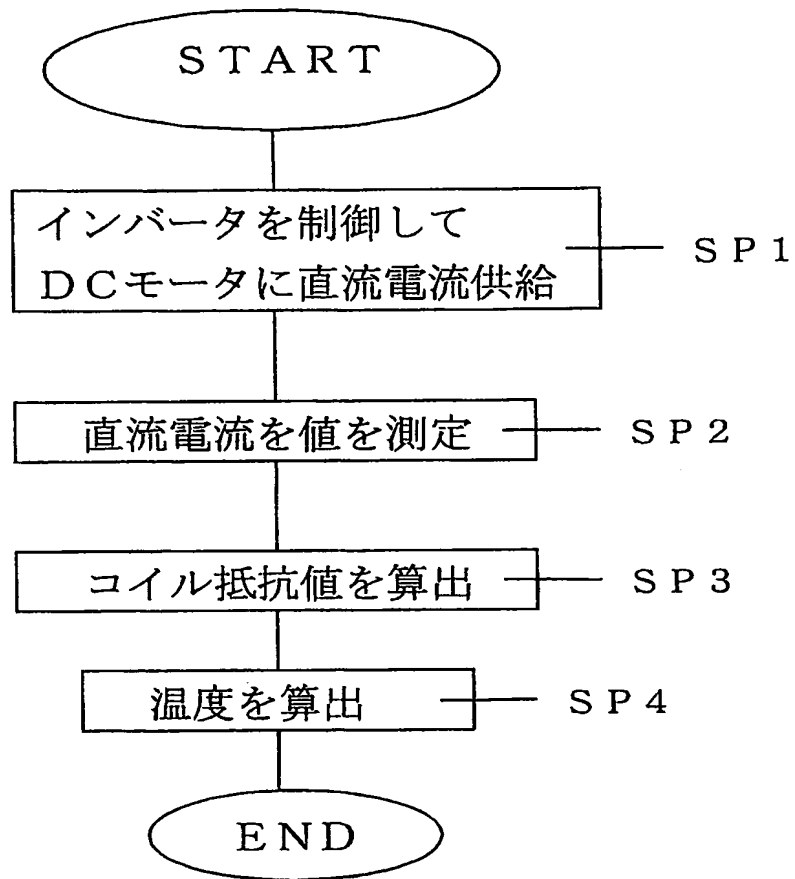 ＳＴＡＲＴ
インバータを制御して
ＤＣモータに直流電流供給
ＳＰ１
直流電流を値を測定
ＳＰ２
コイル抵抗値を算出
ＳＰ３
温度を算出
ＳＰ４
ＥＮＤ